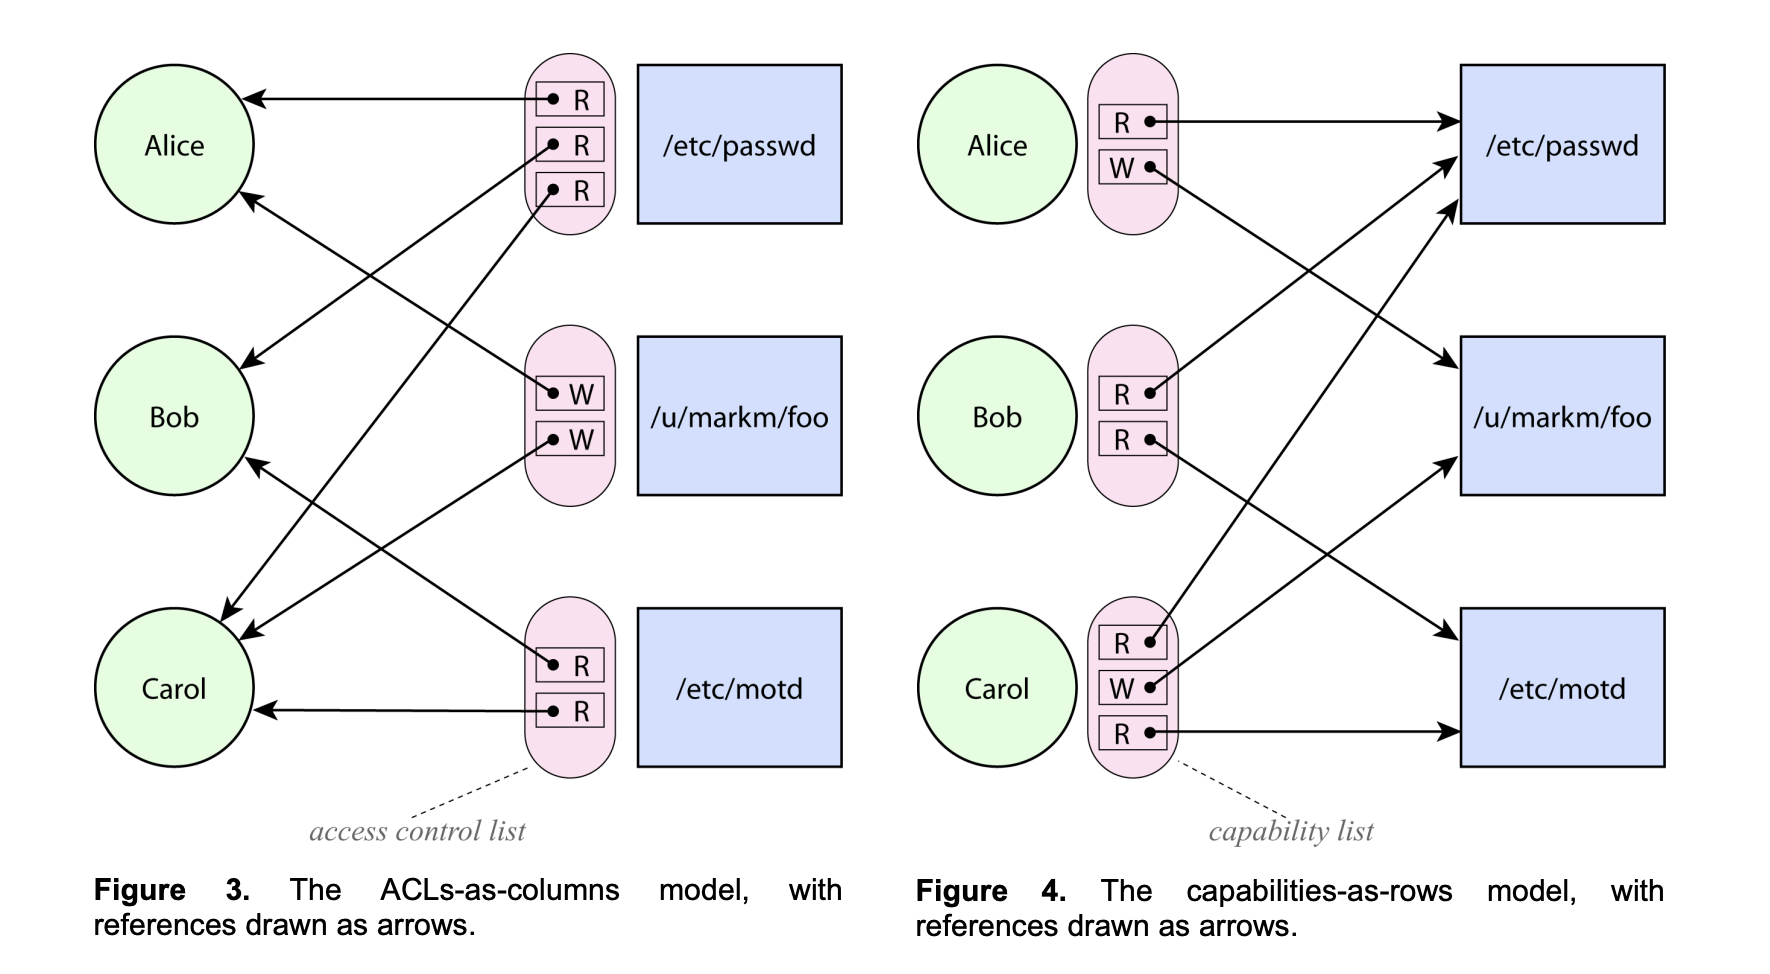 Alice
R
R
R
/etc/passwd
Bob
W
W
/u/markm/foo
Carol
R
R
/etc/motd
access control list
Figure 3. The ACLs-as-columns model, with
references drawn as arrows.
Alice
R
W
/etc/passwd
Bob
R
R
/u/markm/foo
Carol
R
W
R
/etc/motd
capability list
Figure 4. The capabilities-as-rows model, with
references drawn as arrows.